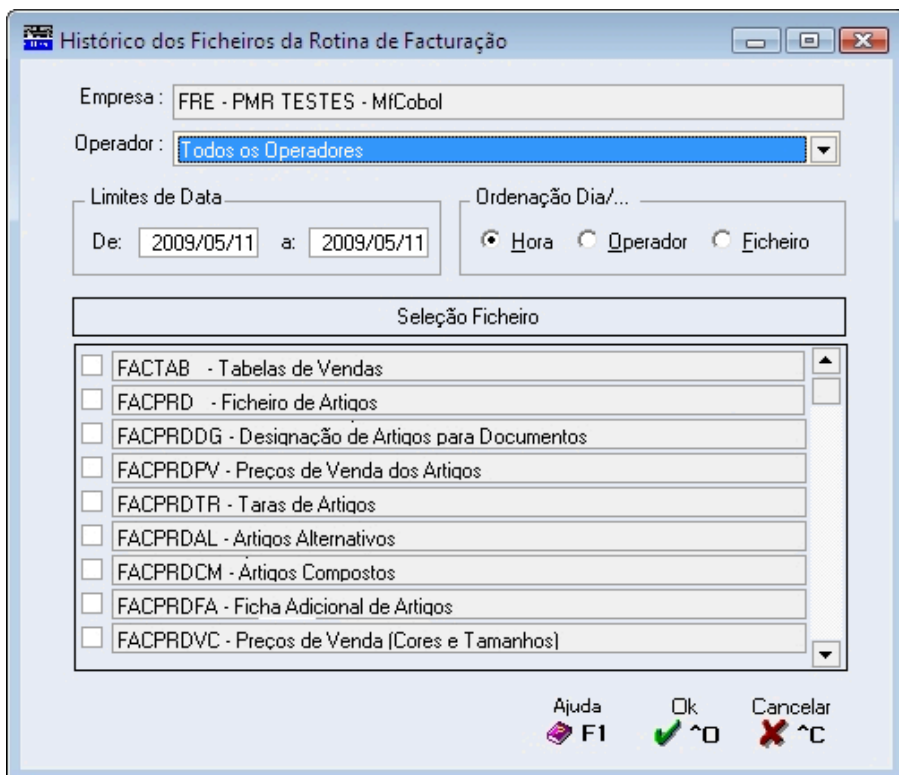 Histórico dos Ficheiros da Rotina de Facturação
Empresa : FRE - PMR TESTES - MfCobol
Operador : Todos os Operadores
Limites de Data
De: 2009/05/11 a: 2009/05/11
Ordenação Dia/...
Hora Operador Ficheiro
Seleção Ficheiro
FACTAB - Tabelas de Vendas
FACPRD - Ficheiro de Artigos
FACPRDDG - Designação de Artigos para Documentos
FACPRDPV - Preços de Venda dos Artigos
FACPRDTR - Taras de Artigos
FACPRDAL - Artigos Alternativos
FACPRDCM - Artigos Compostos
FACPRDFA - Ficha Adicional de Artigos
FACPRDVC - Preços de Venda (Cores e Tamanhos)
Ajuda Ok Cancelar
F1 ^O ^C